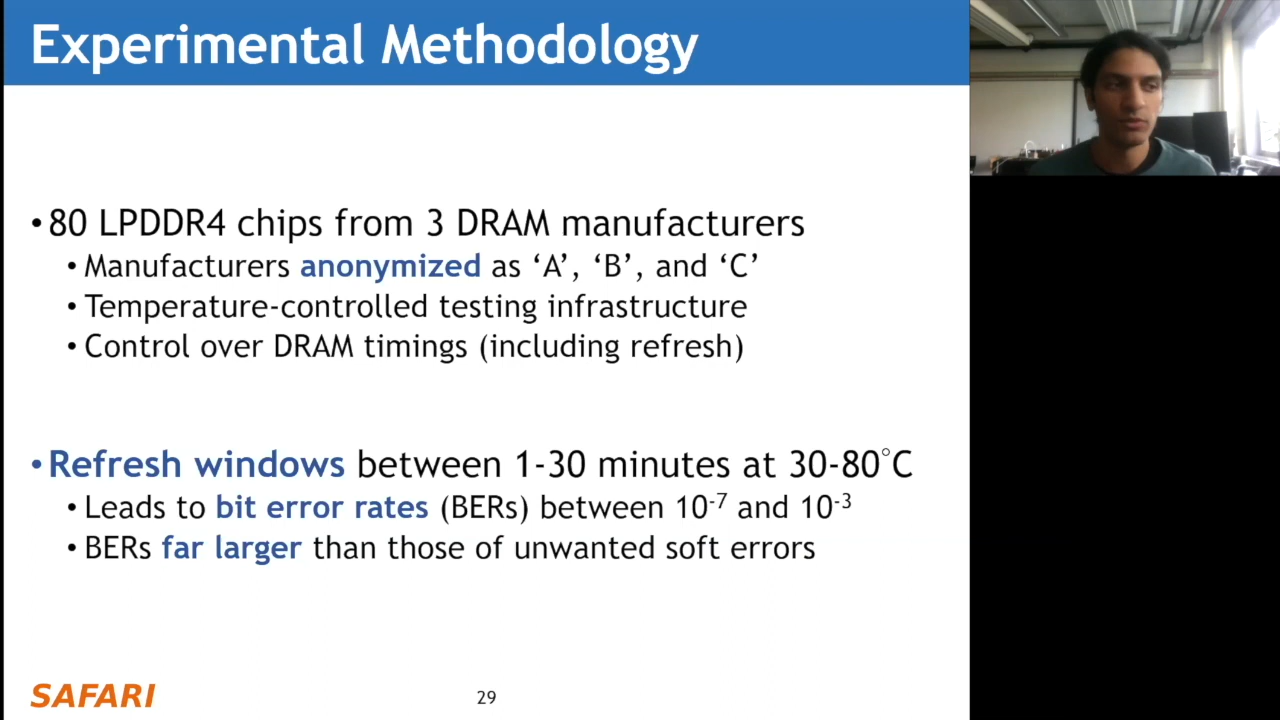 Experimental Methodology
•80 LPDDR4 chips from 3 DRAM manufacturers
•Manufacturers anonymized as ‘A’, ‘B’, and ‘C’
•Temperature-controlled testing infrastructure
•Control over DRAM timings (including refresh)
•Refresh windows between 1-30 minutes at 30-80°C
•Leads to bit error rates (BERs) between 10⁻⁷ and 10⁻³
•BERs far larger than those of unwanted soft errors
SAFARI
29